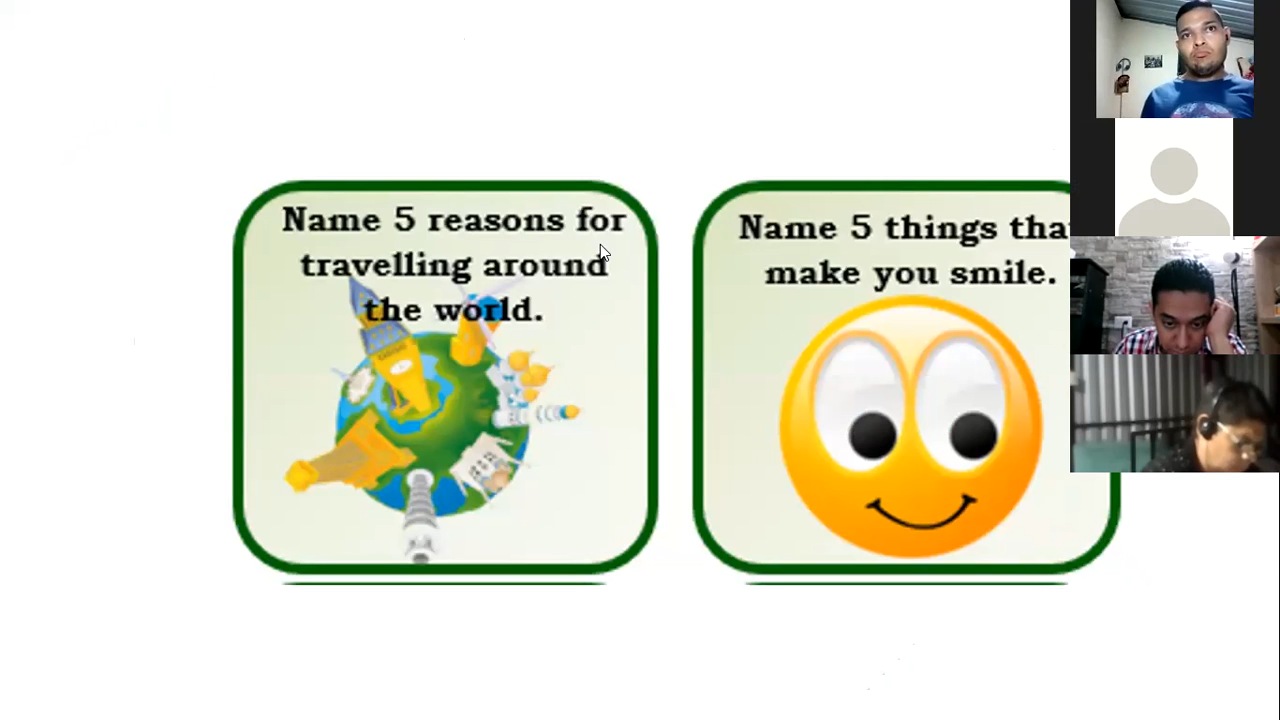 Name 5 reasons for
travelling around
the world.
Name 5 things tha
make you smile.